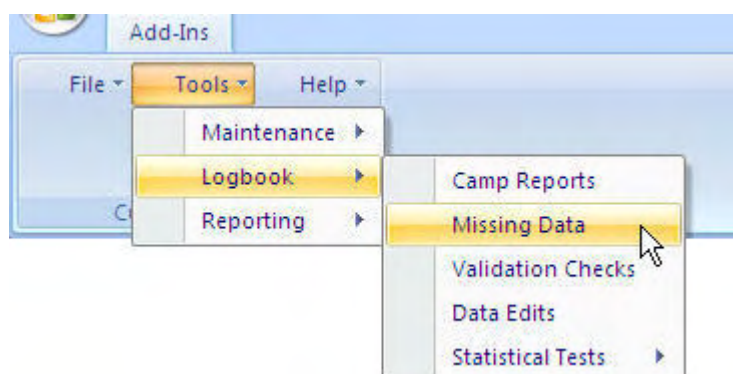 Add-Ins
File Tools Help
Maintenance
Logbook
Reporting
Camp Reports
Missing Data
Validation Checks
Data Edits
Statistical Tests